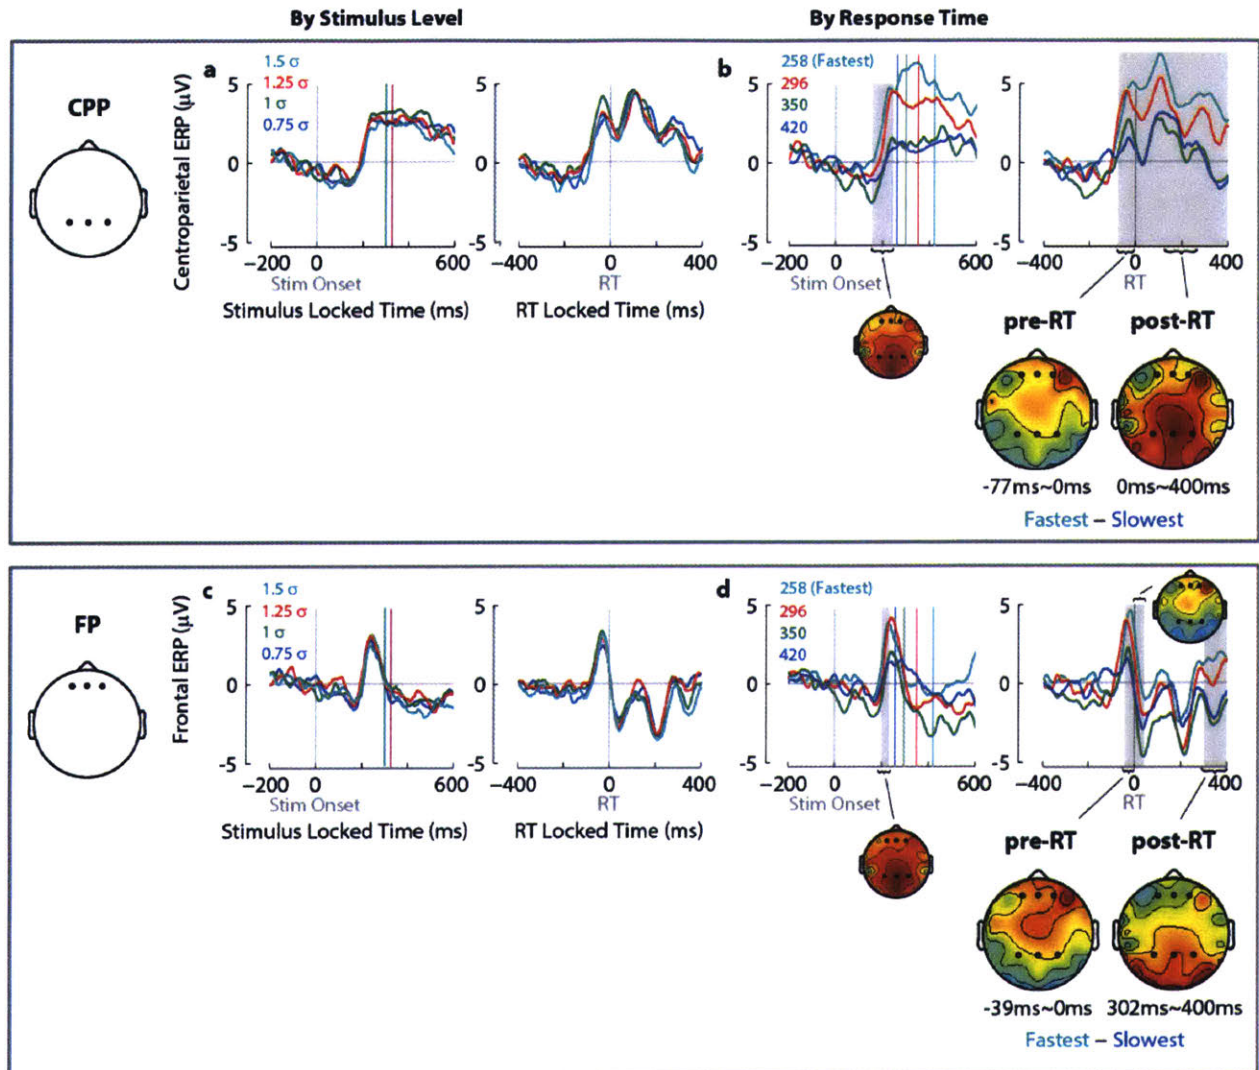 By Stimulus Level
By Response Time
CPP
a
1.5 σ
1.25 σ
1 σ
0.75 σ
Centroparietal ERP (μV)
5
0
-5
-200 0 600
Stim Onset
Stimulus Locked Time (ms)
5
0
-5
-400 0 400
RT
RT Locked Time (ms)
b
258 (Fastest)
296
350
420
5
0
-5
-200 0 600
Stim Onset
5
0
-5
-400 0 400
RT
pre-RT post-RT
-77ms~0ms 0ms~400ms
Fastest – Slowest
FP
c
1.5 σ
1.25 σ
1 σ
0.75 σ
Frontal ERP (μV)
5
0
-5
-200 0 600
Stim Onset
Stimulus Locked Time (ms)
5
0
-5
-400 0 400
RT
RT Locked Time (ms)
d
258 (Fastest)
296
350
420
5
0
-5
-200 0 600
Stim Onset
5
0
-5
-400 0 400
RT
pre-RT post-RT
-39ms~0ms 302ms~400ms
Fastest – Slowest